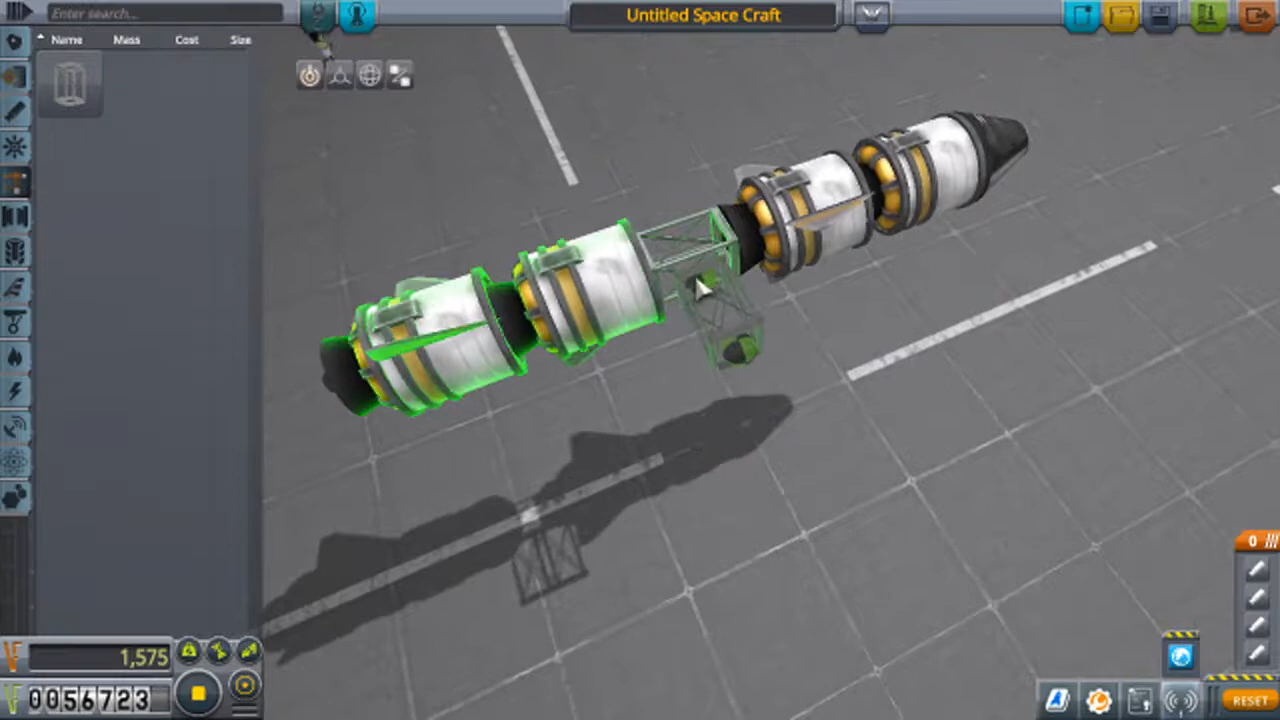 Enter search...
Untitled Space Craft
Name Mass Cost Size
0
1,575
0056723
RESET